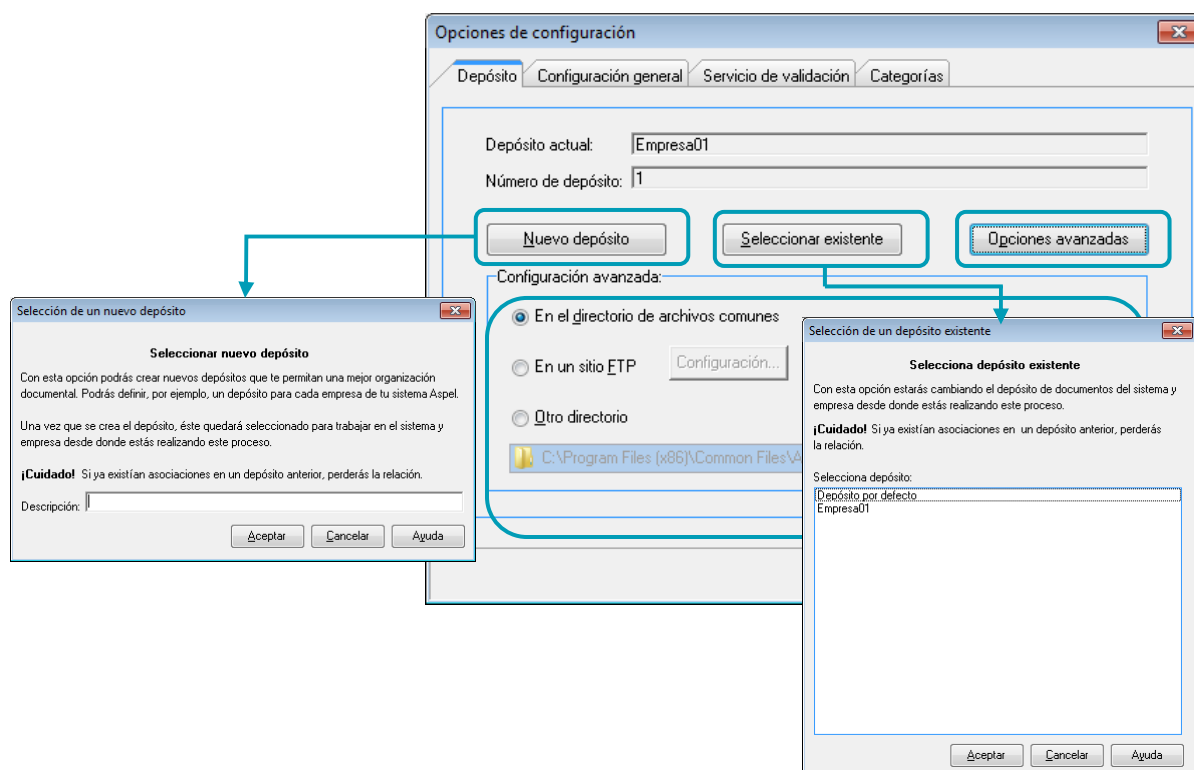 Opciones de configuración
Depósito
Configuración general
Servicio de validación
Categorías
Depósito actual:
Empresa01
Número de depósito:
1
Nuevo depósito
Seleccionar existente
Opciones avanzadas
Configuración avanzada:
En el directorio de archivos comunes
En un sitio FTP
Configuración...
Otro directorio
C:\Program Files (x86)\Common Files\A
Selección de un nuevo depósito
Seleccionar nuevo depósito
Con esta opción podrás crear nuevos depósitos que te permitan una mejor organización
documental. Podrás definir, por ejemplo, un depósito para cada empresa de tu sistema Aspel.
Una vez que se crea el depósito, éste quedará seleccionado para trabajar en el sistema y
empresa desde donde estás realizando este proceso.
¡Cuidado! Si ya existían asociaciones en un depósito anterior, perderás la relación.
Descripción:
Aceptar
Cancelar
Ayuda
Selección de un depósito existente
Selecciona depósito existente
Con esta opción estarás cambiando el depósito de documentos del sistema y
empresa desde donde estás realizando este proceso.
¡Cuidado! Si ya existían asociaciones en un depósito anterior, perderás
la relación.
Selecciona depósito:
Depósito por defecto
Empresa01
Aceptar
Cancelar
Ayuda